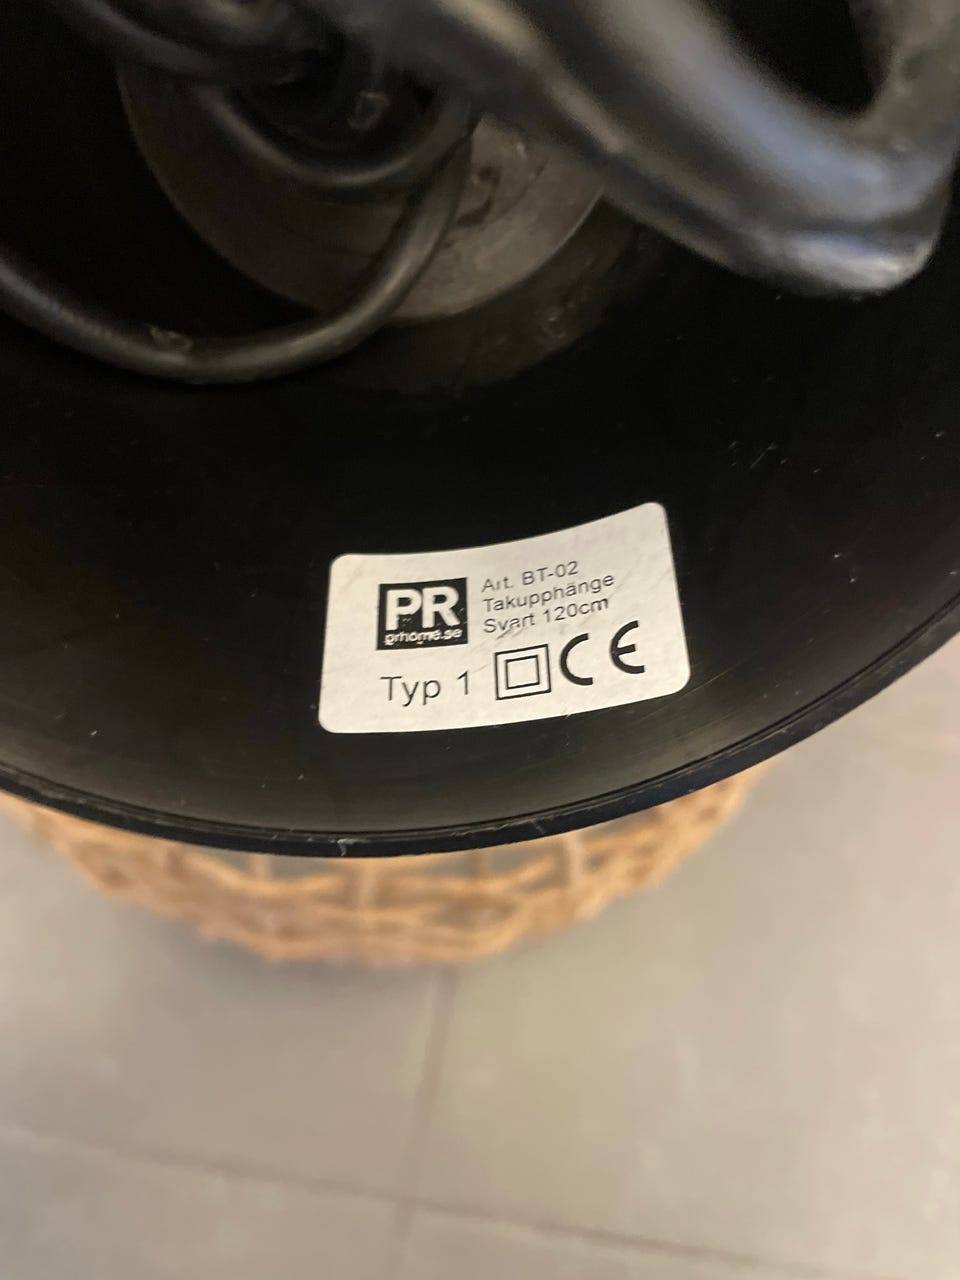 PR
prhome.se
Art. BT-02
Takupphänge
Svart 120cm
Typ 1 CE